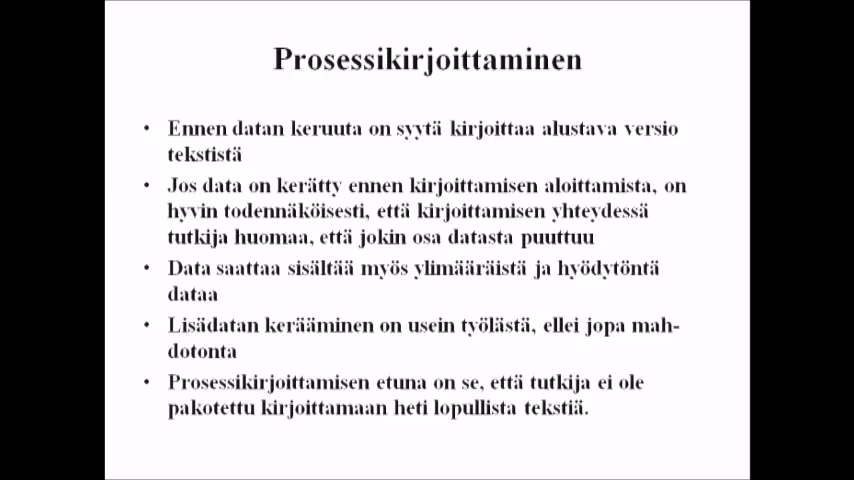 Prosessikirjoittaminen
• Ennen datan keruuta on syytä kirjoittaa alustava versio
tekstistä
• Jos data on kerätty ennen kirjoittamisen aloittamista, on
hyvin todennäköisesti, että kirjoittamisen yhteydessä
tutkija huomaa, että jokin osa datasta puuttuu
• Data saattaa sisältää myös ylimääräistä ja hyödytöntä
dataa
• Lisädatan kerääminen on usein työlästä, ellei jopa mah-
dotonta
• Prosessikirjoittamisen etuna on se, että tutkija ei ole
pakotettu kirjoittamaan heti lopullista tekstiä.